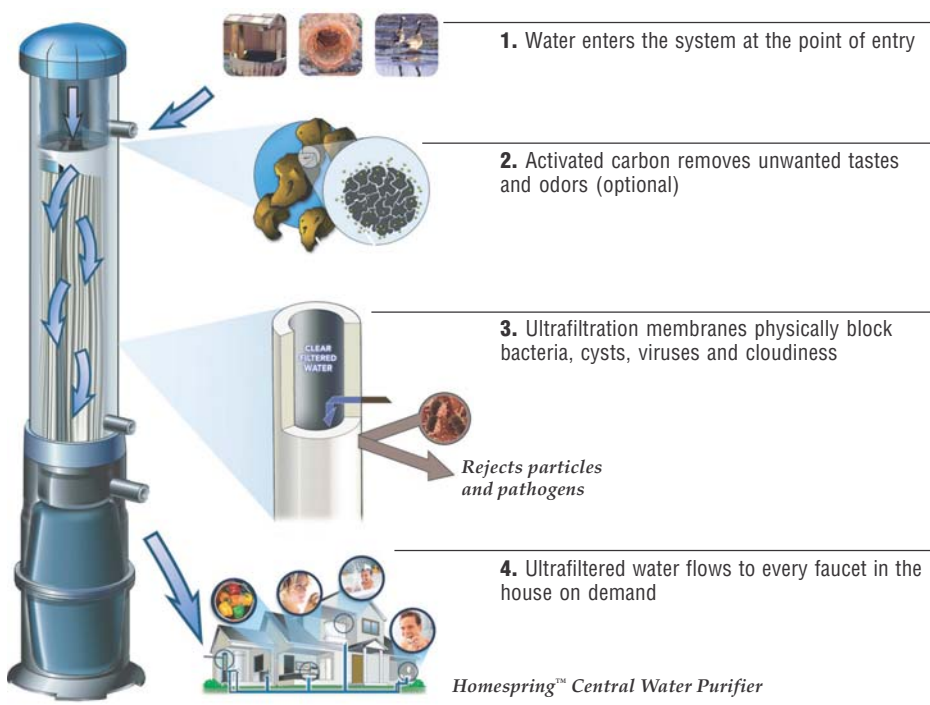 1. Water enters the system at the point of entry
2. Activated carbon removes unwanted tastes
and odors (optional)
3. Ultrafiltration membranes physically block
bacteria, cysts, viruses and cloudiness
CLEAR
FILTERED
WATER
Rejects particles
and pathogens
4. Ultrafiltered water flows to every faucet in the
house on demand
Homespring™ Central Water Purifier